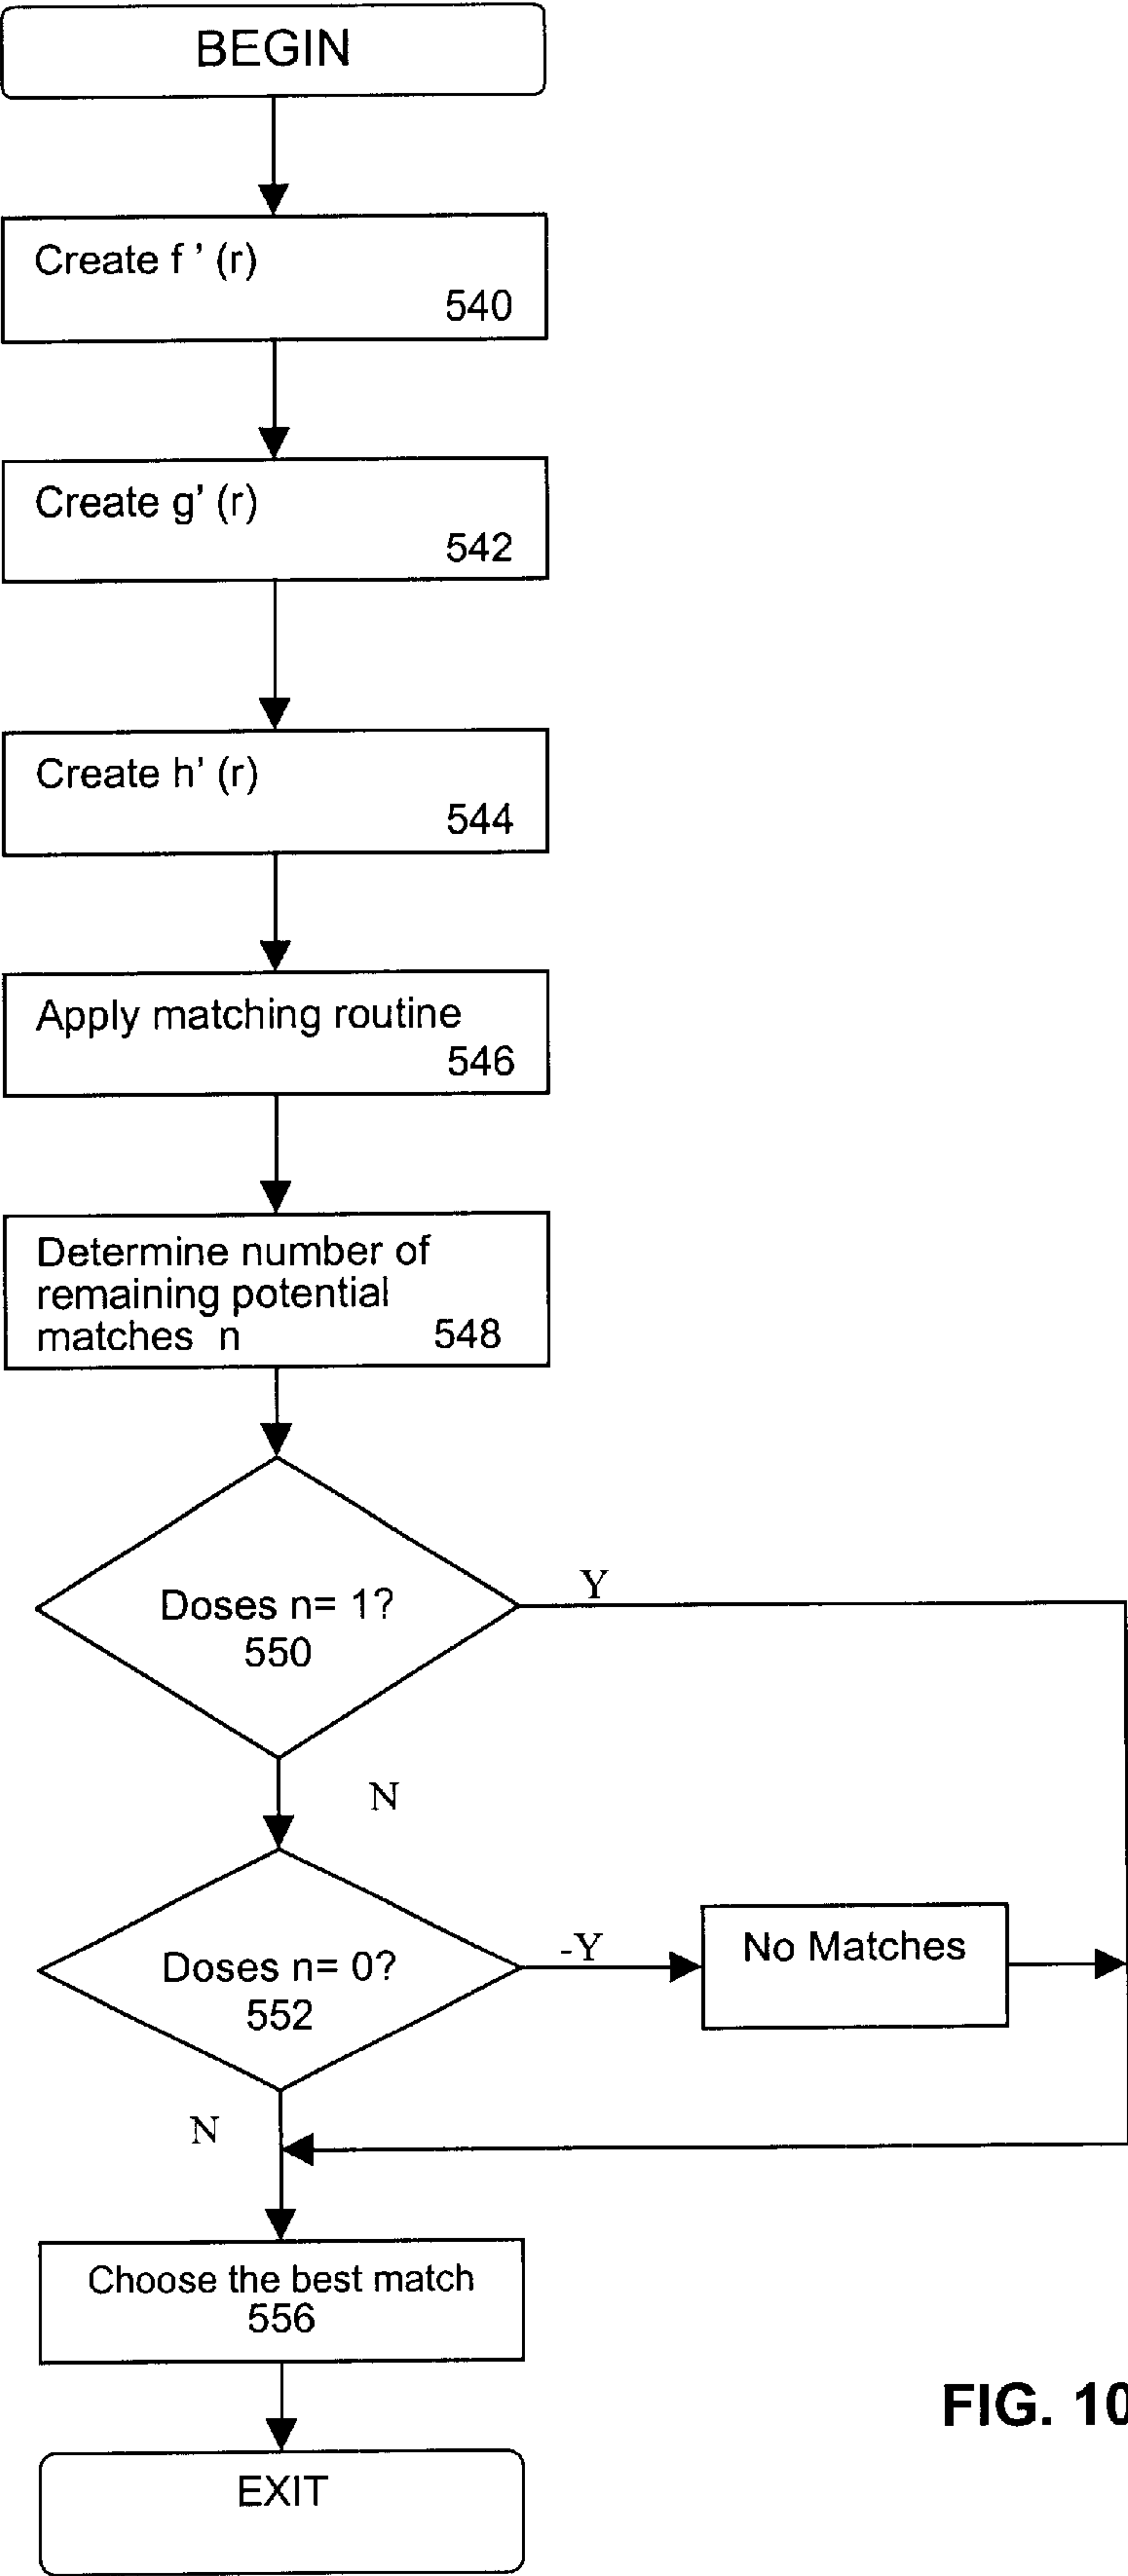 BEGIN
Create f ' (r)
540
Create g' (r)
542
Create h' (r)
544
Apply matching routine
546
Determine number of
remaining potential
matches n 548
Y
Doses n= 1?
550
N
-Y
No Matches
Doses n= 0?
552
N
Choose the best match
556
FIG. 10
EXIT